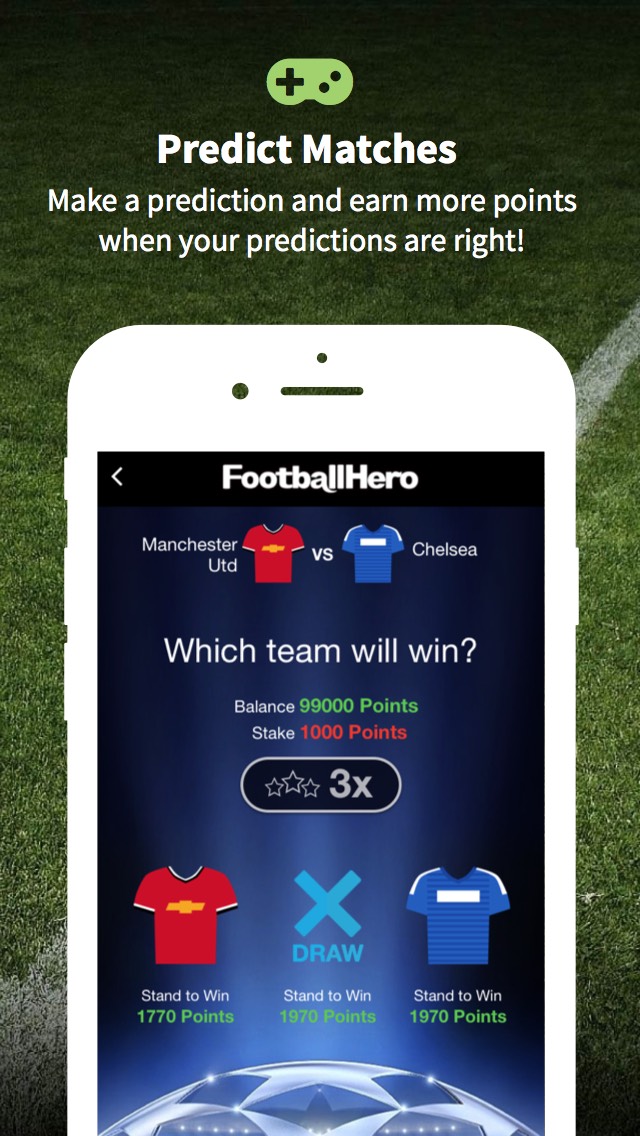 Predict Matches
Make a prediction and earn more points
when your predictions are right!
FootballHero
Manchester
Utd
vs
Chelsea
Which team will win?
Balance 99000 Points
Stake 1000 Points
3x
DRAW
Stand to Win
1770 Points
Stand to Win
1970 Points
Stand to Win
1970 Points